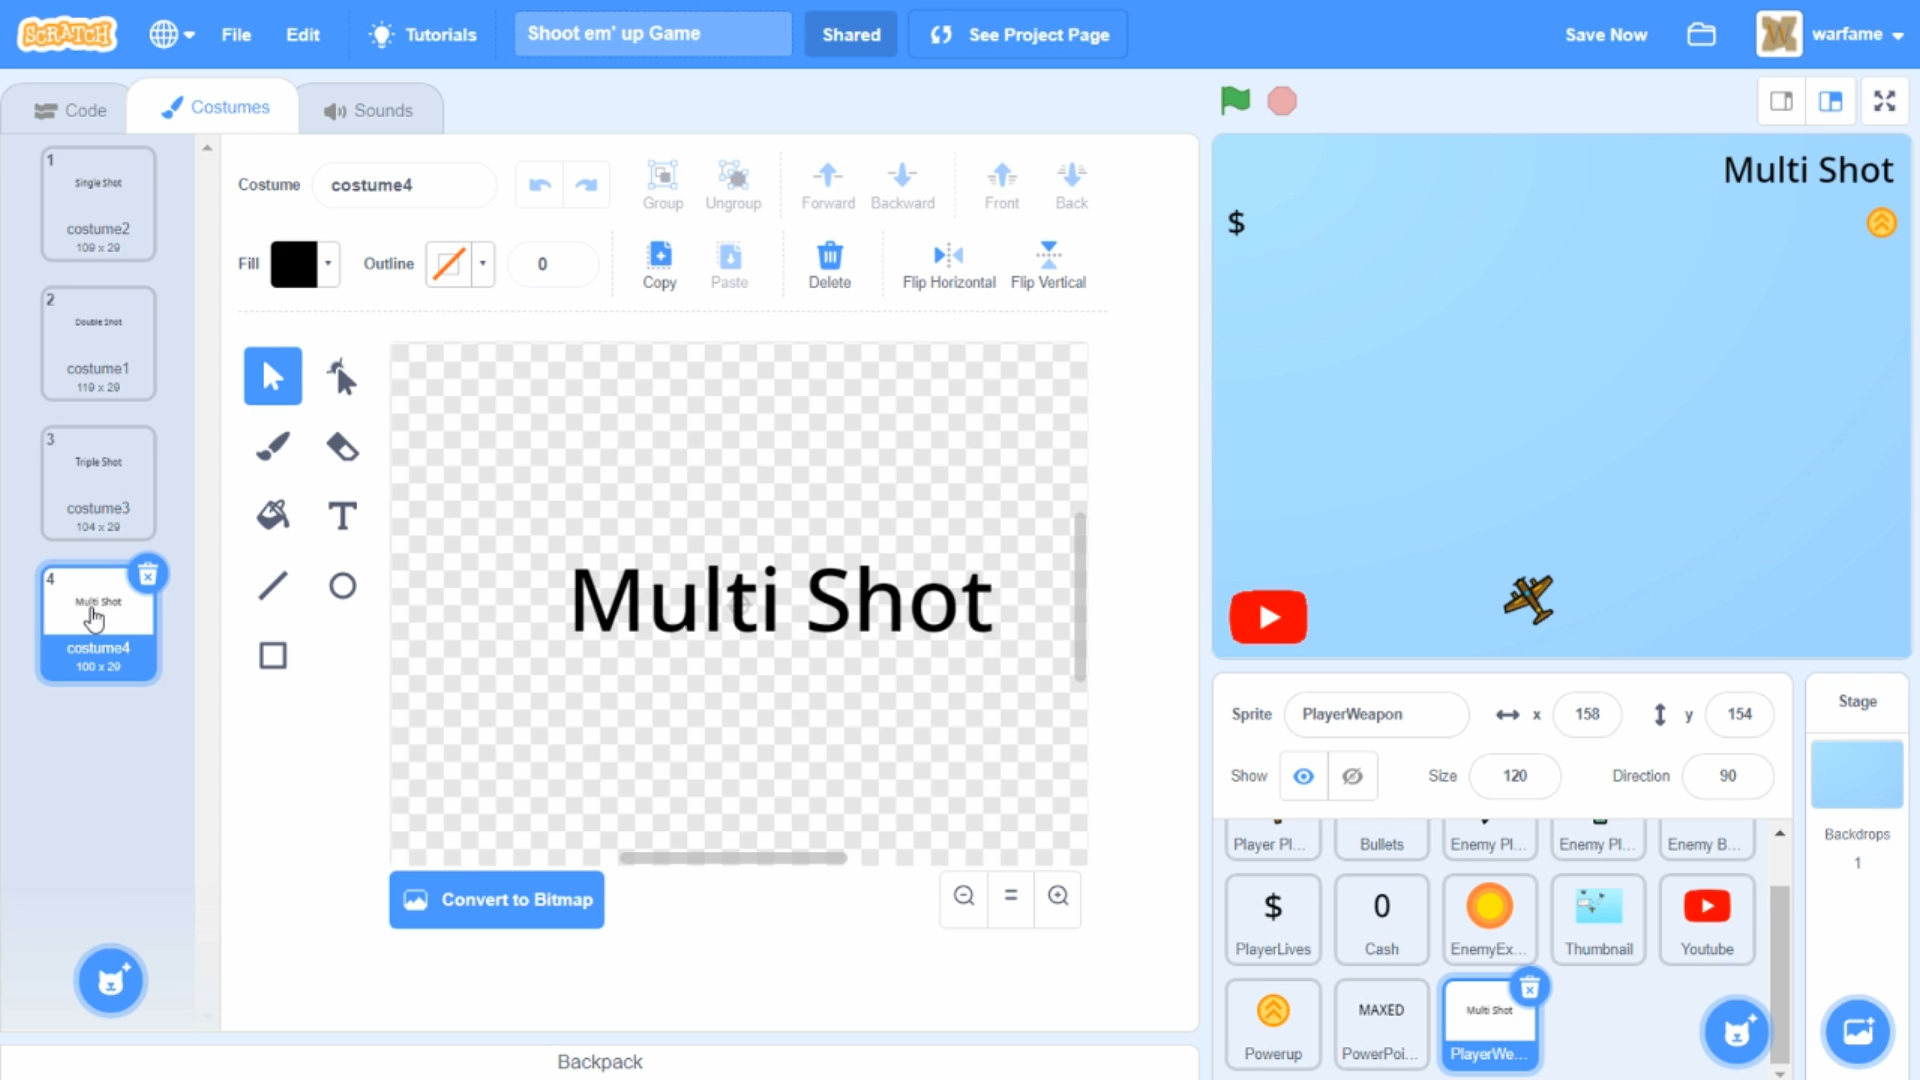 SCRATCH
File
Edit
Tutorials
Shoot em' up Game
Shared
See Project Page
Save Now
warfame
Code
Costumes
Sounds
1
Single Shot
costume2
109 x 29
2
Double Shot
costume1
119 x 29
3
Triple Shot
costume3
104 x 29
4
Multi Shot
costume4
100 x 29
Costume
costume4
Group
Ungroup
Forward
Backward
Front
Back
Fill
Outline
0
Copy
Paste
Delete
Flip Horizontal
Flip Vertical
T
Multi Shot
Convert to Bitmap
=
Backpack
Multi Shot
$
Sprite
PlayerWeapon
x
158
y
154
Show
Size
120
Direction
90
Stage
Backdrops
1
Player Pl...
Bullets
Enemy Pl...
Enemy Pl...
Enemy B...
$
PlayerLives
0
Cash
EnemyEx...
Thumbnail
Youtube
Powerup
MAXED
PowerPoi...
Multi Shot
PlayerWe...